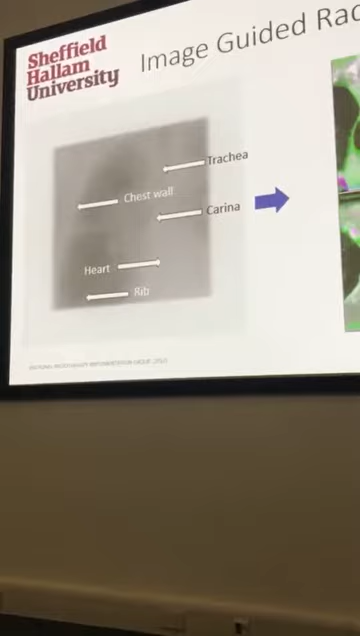 Sheffield
Hallam
University
Image Guided Rad
Trachea
Chest wall
Carina
Heart
Rib